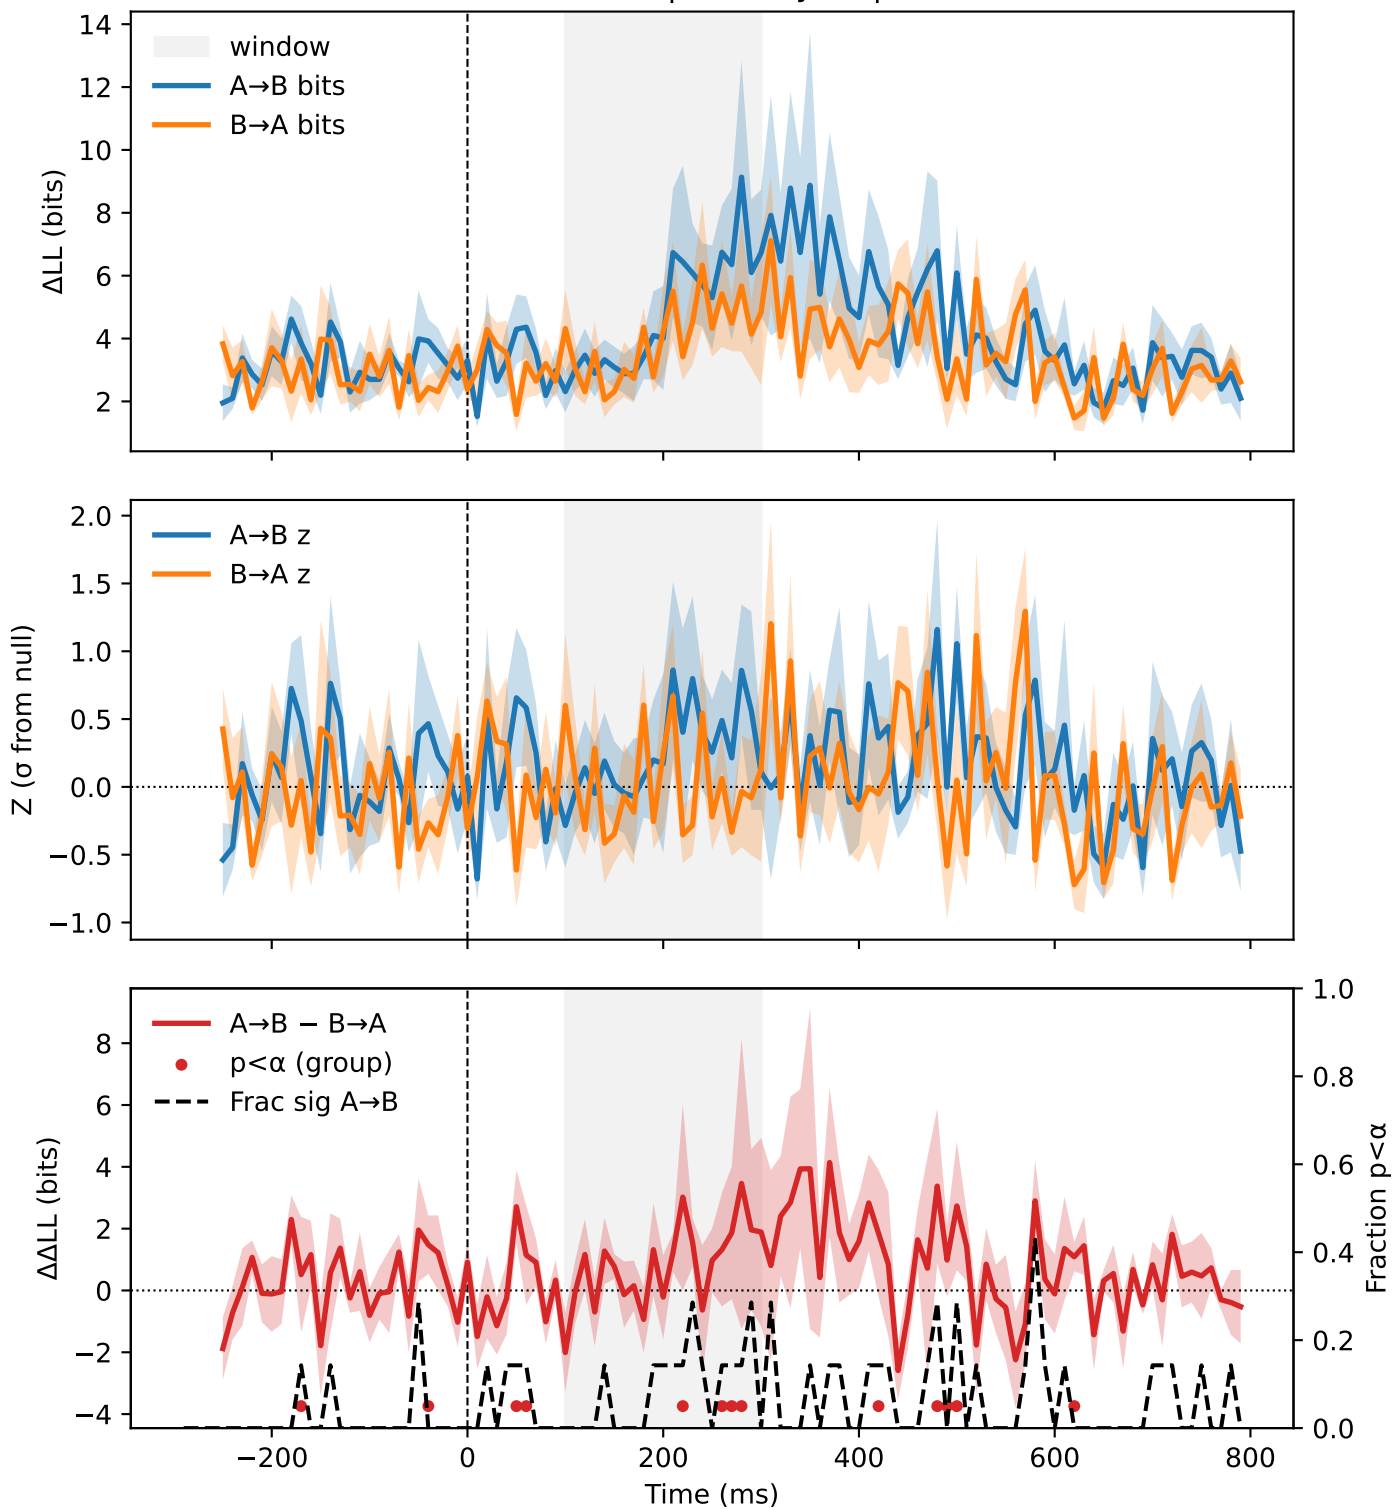 14
12
10
8
6
4
2
ΔLL (bits)
window
A→B bits
B→A bits
2.0
1.5
1.0
0.5
0.0
−0.5
−1.0
Z (σ from null)
A→B z
B→A z
8
6
4
2
0
−2
−4
ΔΔLL (bits)
A→B − B→A
p<α (group)
Frac sig A→B
1.0
0.8
0.6
0.4
0.2
0.0
Fraction p<α
−200
0
200
400
600
800
Time (ms)